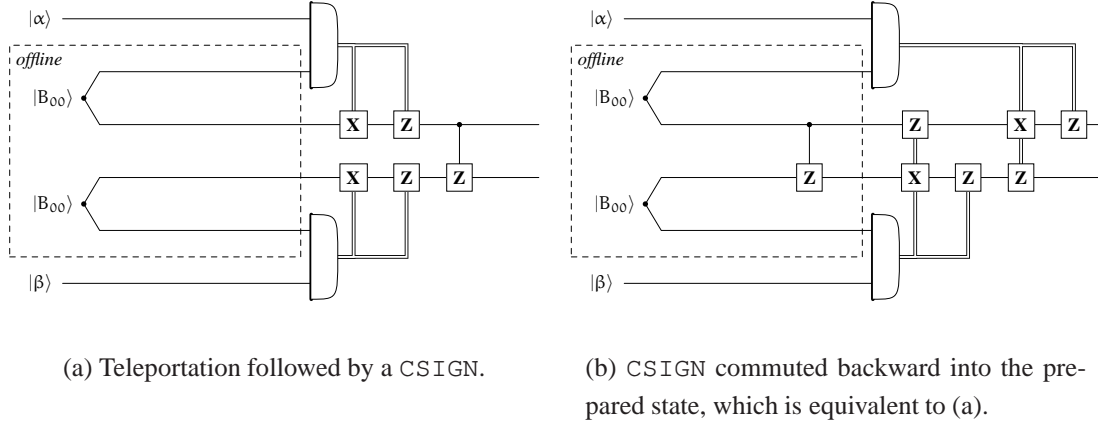 |α⟩
offline
|B₀₀⟩
X Z
X Z Z
|B₀₀⟩
|β⟩
(a) Teleportation followed by a CSIGN.
|α⟩
offline
|B₀₀⟩
Z X Z
Z X Z Z
|B₀₀⟩
|β⟩
(b) CSIGN commuted backward into the pre-
pared state, which is equivalent to (a).